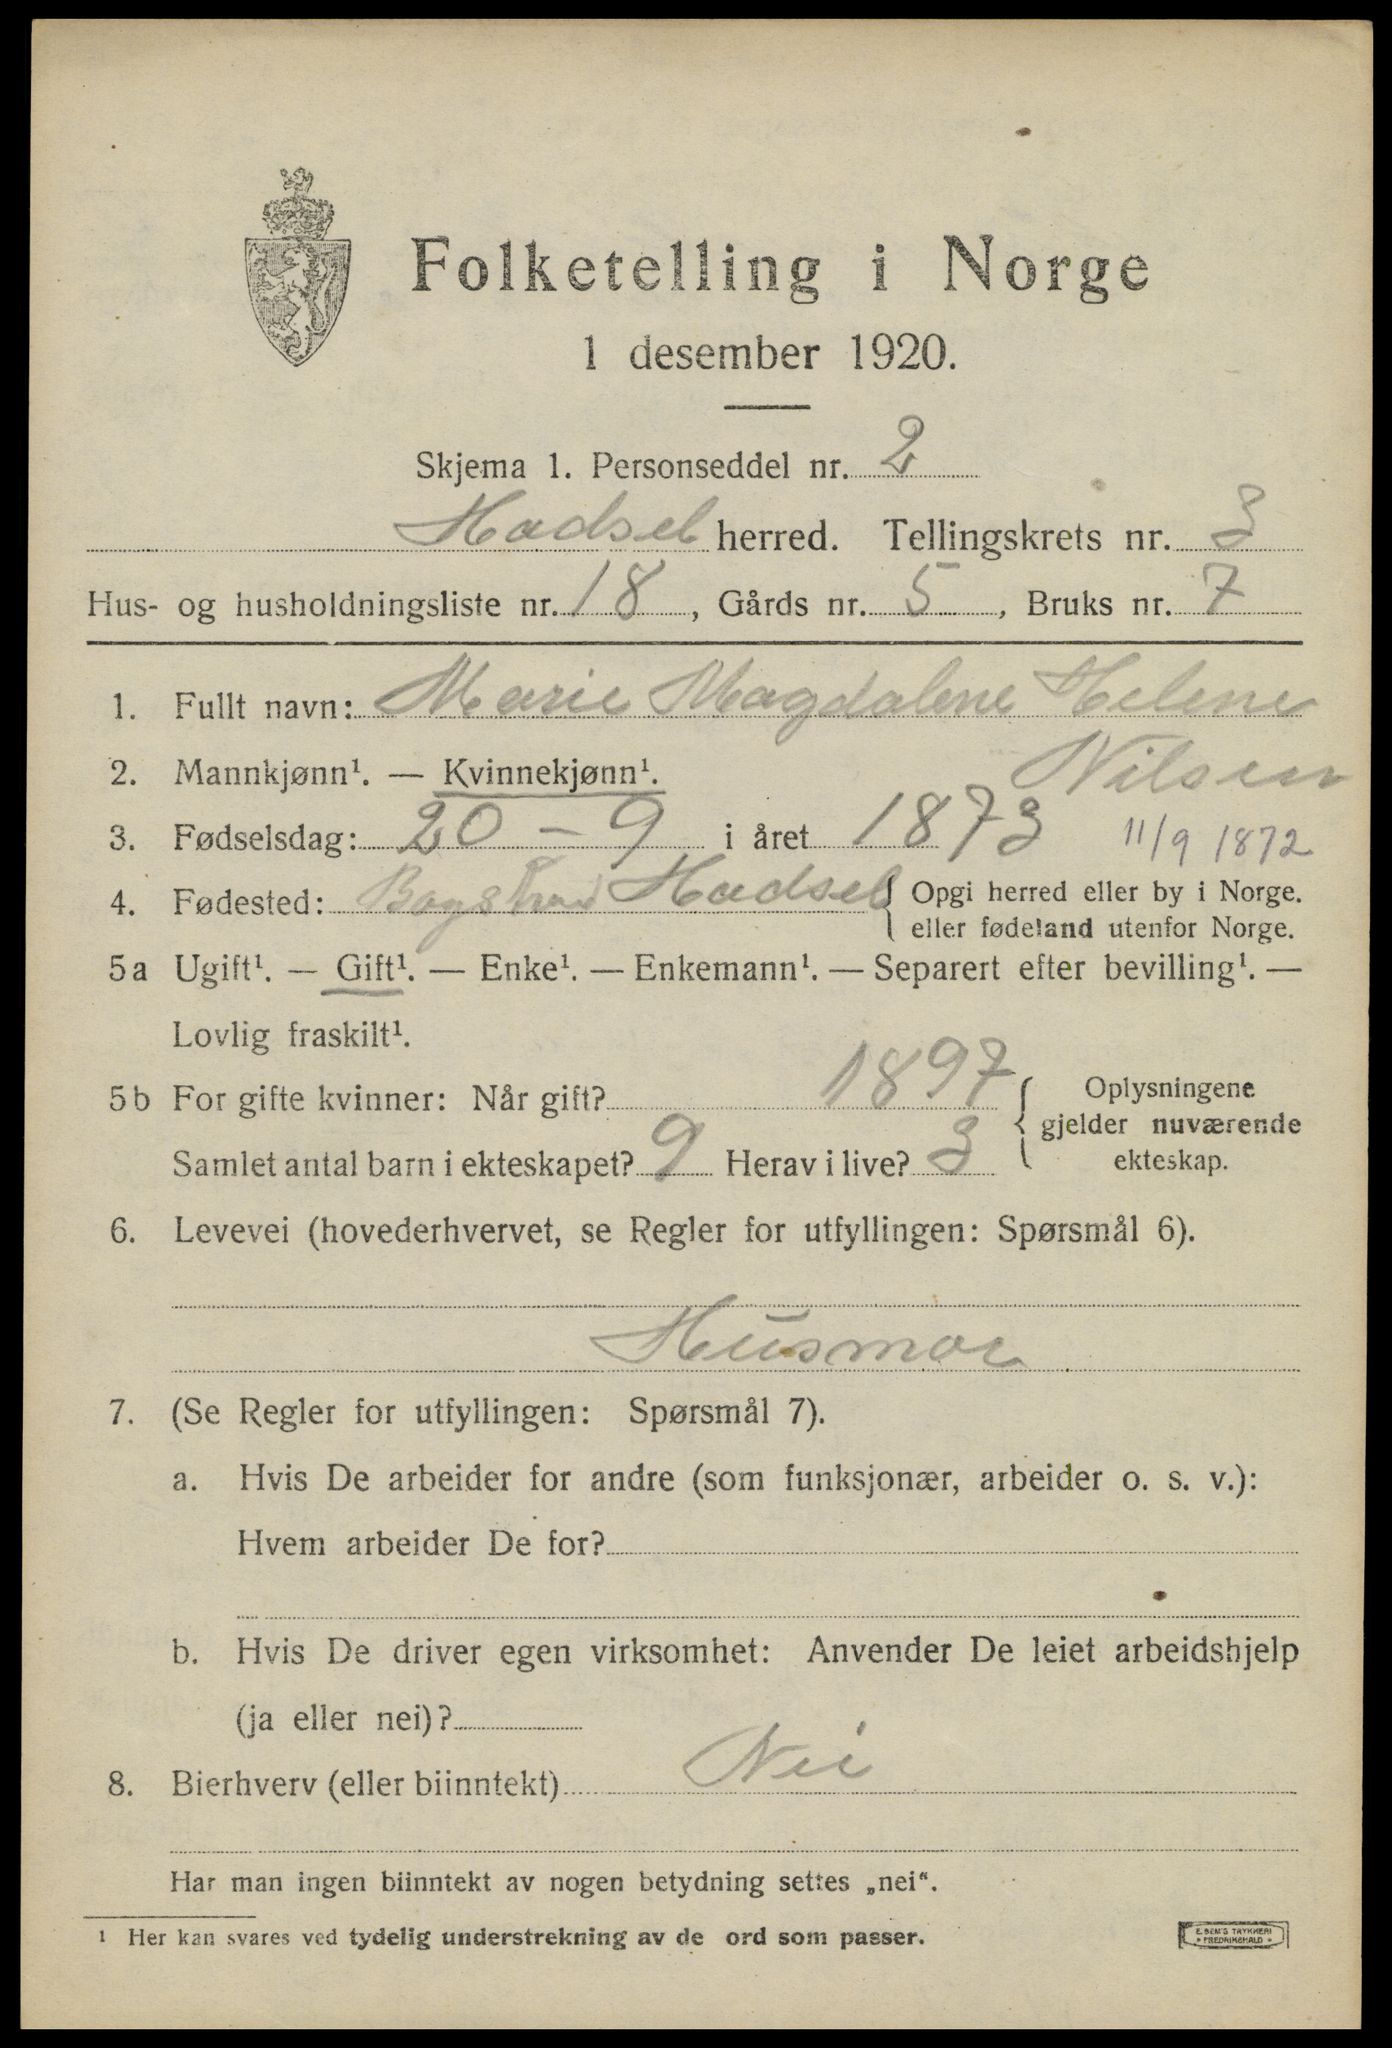 Folketelling i Norge
1 desember 1920.
Skjema 1. Personseddel nr. 2
Hadsel herred. Tellingskrets nr. 3
Hus- og husholdningsliste nr. 18, Gårds nr. 5, Bruks nr. 7
1. Fullt navn: Marie Magdalene Helene
Nilsen
2. Mannkjønn¹. — Kvinnekjønn¹.
3. Fødselsdag: 20 - 9 i året 1873 11/9 1872
4. Fødested: Hadsel { Opgi herred eller by i Norge.
eller fødeland utenfor Norge.
5a Ugift¹. — Gift¹. — Enke¹. — Enkemann¹. — Separert efter bevilling¹. —
Lovlig fraskilt¹.
5b For gifte kvinner: Når gift? 1897
Samlet antal barn i ekteskapet? 9 Herav i live? 3
{ Oplysningene
gjelder nuværende
ekteskap.
6. Levevei (hovederhvervet, se Regler for utfyllingen: Spørsmål 6).
Husmor
7. (Se Regler for utfyllingen: Spørsmål 7).
a. Hvis De arbeider for andre (som funksjonær, arbeider o. s. v.):
Hvem arbeider De for?
b. Hvis De driver egen virksomhet: Anvender De leiet arbeidshjelp
(ja eller nei)?
8. Bierhverv (eller biinntekt) Nei
Har man ingen biinntekt av nogen betydning settes „nei“.
¹ Her kan svares ved tydelig understrekning av de ord som passer.
E. SEM'S TRYKKERI
• FREDRIKSHALD •